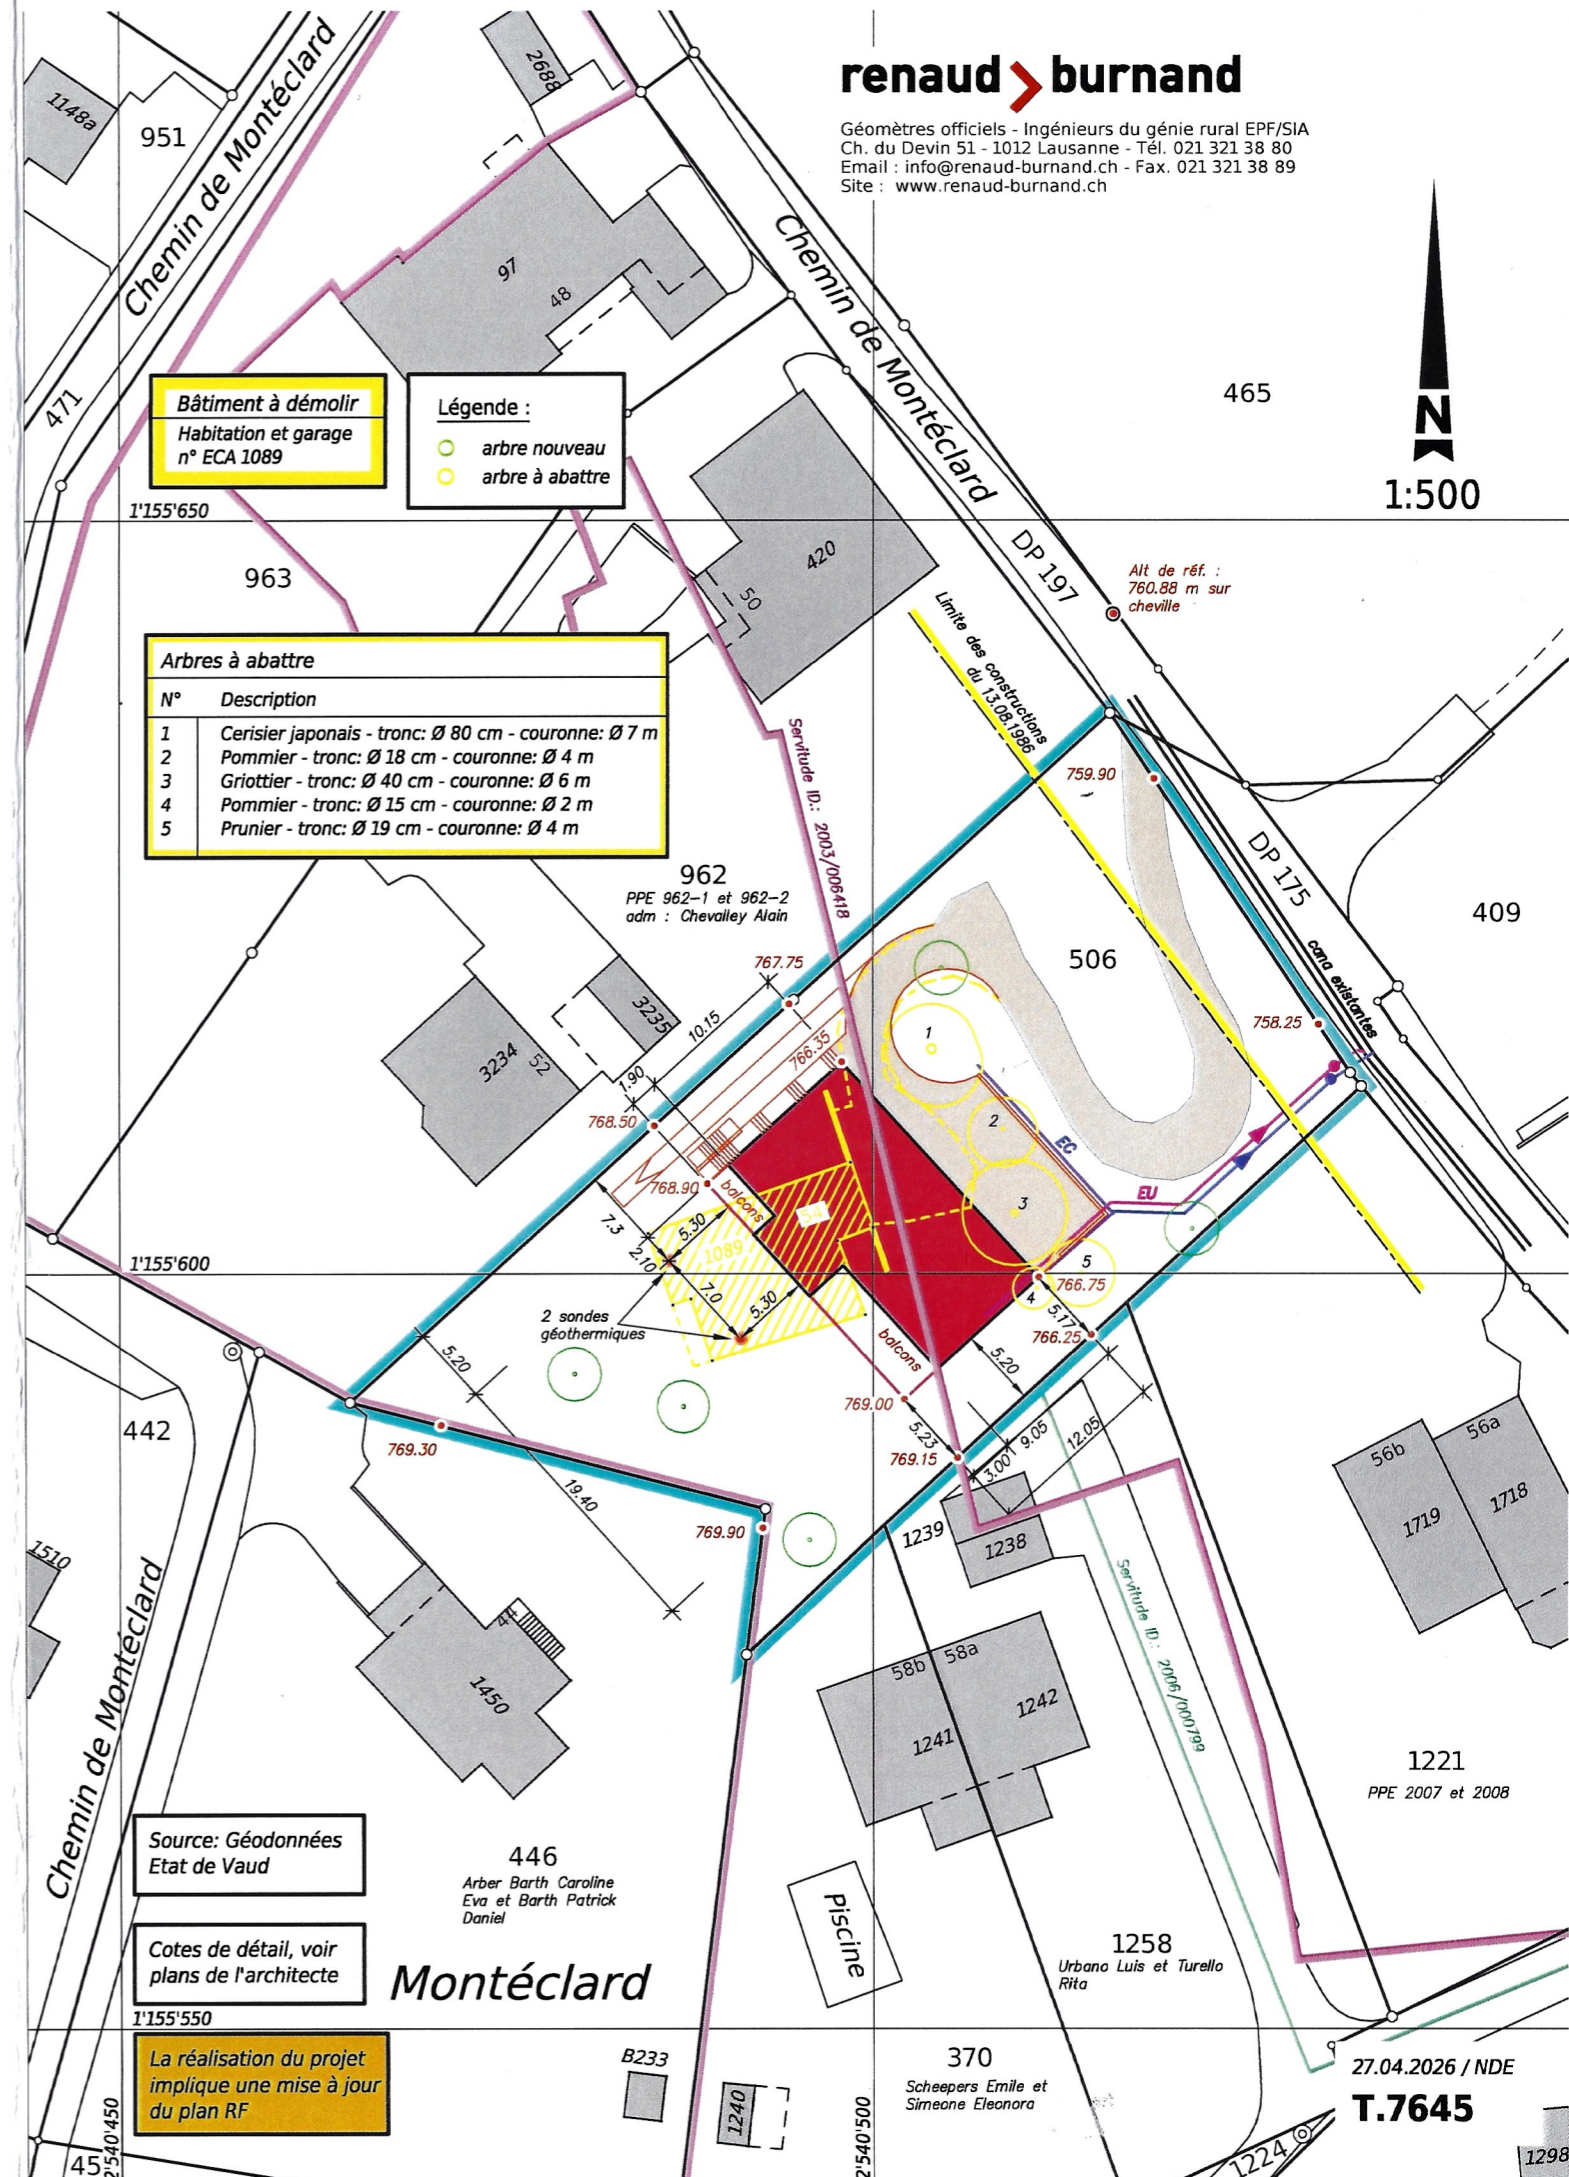 renaud > burnand
Géomètres officiels - Ingénieurs du génie rural EPF/SIA
Ch. du Devin 51 - 1012 Lausanne - Tél. 021 321 38 80
Email : info@renaud-burnand.ch - Fax. 021 321 38 89
Site : www.renaud-burnand.ch
2688
1148a
951
Chemin de Montéclard
97
48
Chemin de Montéclard
465
N
1:500
471
Bâtiment à démolir
Habitation et garage
n° ECA 1089
Légende :
arbre nouveau
arbre à abattre
1'155'650
420
50
DP 197
963
Alt de réf. :
760.88 m sur
cheville
Limite des constructions
du 13.08.1986
Arbres à abattre
N° Description
1 Cerisier japonais - tronc: Ø 80 cm - couronne: Ø 7 m
2 Pommier - tronc: Ø 18 cm - couronne: Ø 4 m
3 Griottier - tronc: Ø 40 cm - couronne: Ø 6 m
4 Pommier - tronc: Ø 15 cm - couronne: Ø 2 m
5 Prunier - tronc: Ø 19 cm - couronne: Ø 4 m
Servitude ID.: 2003/006418
759.90
DP 175
962
PPE 962-1 et 962-2
adm : Chevalley Alain
409
506
cana existantes
767.75
758.25
3235
10.15
766.35
1
3234
52
1.90
768.50
2
EC
768.90
balcons
EU
54
3
7.3
5.30
2.10
1089
1'155'600
5
7.0
5.30
4
766.75
2 sondes
géothermiques
5.17
766.25
balcons
5.20
5.20
769.00
442
5.23
9.05
12.05
769.30
769.15
3.00
56b
56a
1719
1718
19.40
769.90
1239
1238
1510
Servitude ID.: 2006/000799
44
1450
58b
58a
1242
1241
Chemin de Montéclard
1221
PPE 2007 et 2008
Source: Géodonnées
Etat de Vaud
446
Arber Barth Caroline
Eva et Barth Patrick
Daniel
Piscine
1258
Urbano Luis et Turello
Rita
Cotes de détail, voir
plans de l'architecte
Montéclard
1'155'550
La réalisation du projet
implique une mise à jour
du plan RF
B233
370
Scheepers Emile et
Simeone Eleonora
27.04.2026 / NDE
T.7645
1240
2'540'450
2'540'500
45
1224
1298